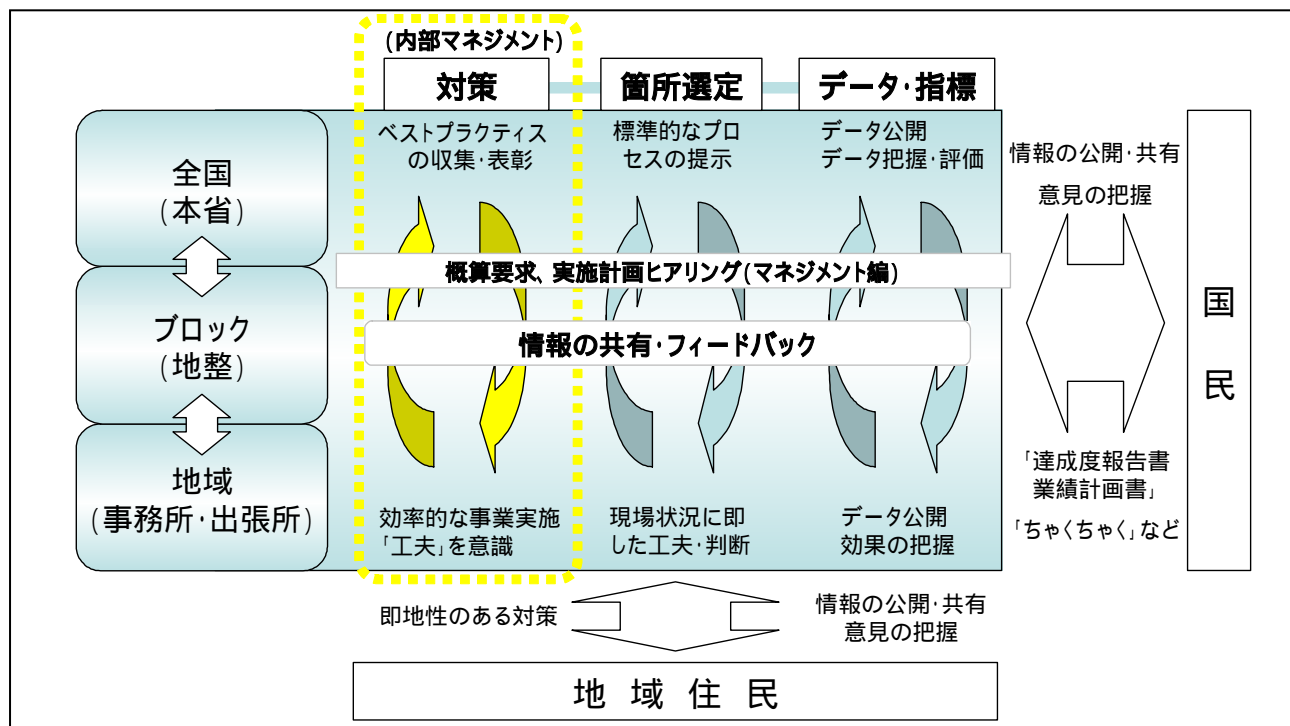 (内部マネジメント)
対策
箇所選定
データ・指標
全国
(本省)
ブロック
(地整)
地域
(事務所・出張所)
ベストプラクティス
の収集・表彰
標準的なプロ
セスの提示
データ公開
データ把握・評価
概算要求、実施計画ヒアリング(マネジメント編)
情報の共有・フィードバック
効率的な事業実施
「工夫」を意識
現場状況に即
した工夫・判断
データ公開
効果の把握
情報の公開・共有
意見の把握
「達成度報告書
業績計画書」
「ちゃくちゃく」など
国
民
即地性のある対策
情報の公開・共有
意見の把握
地域住民